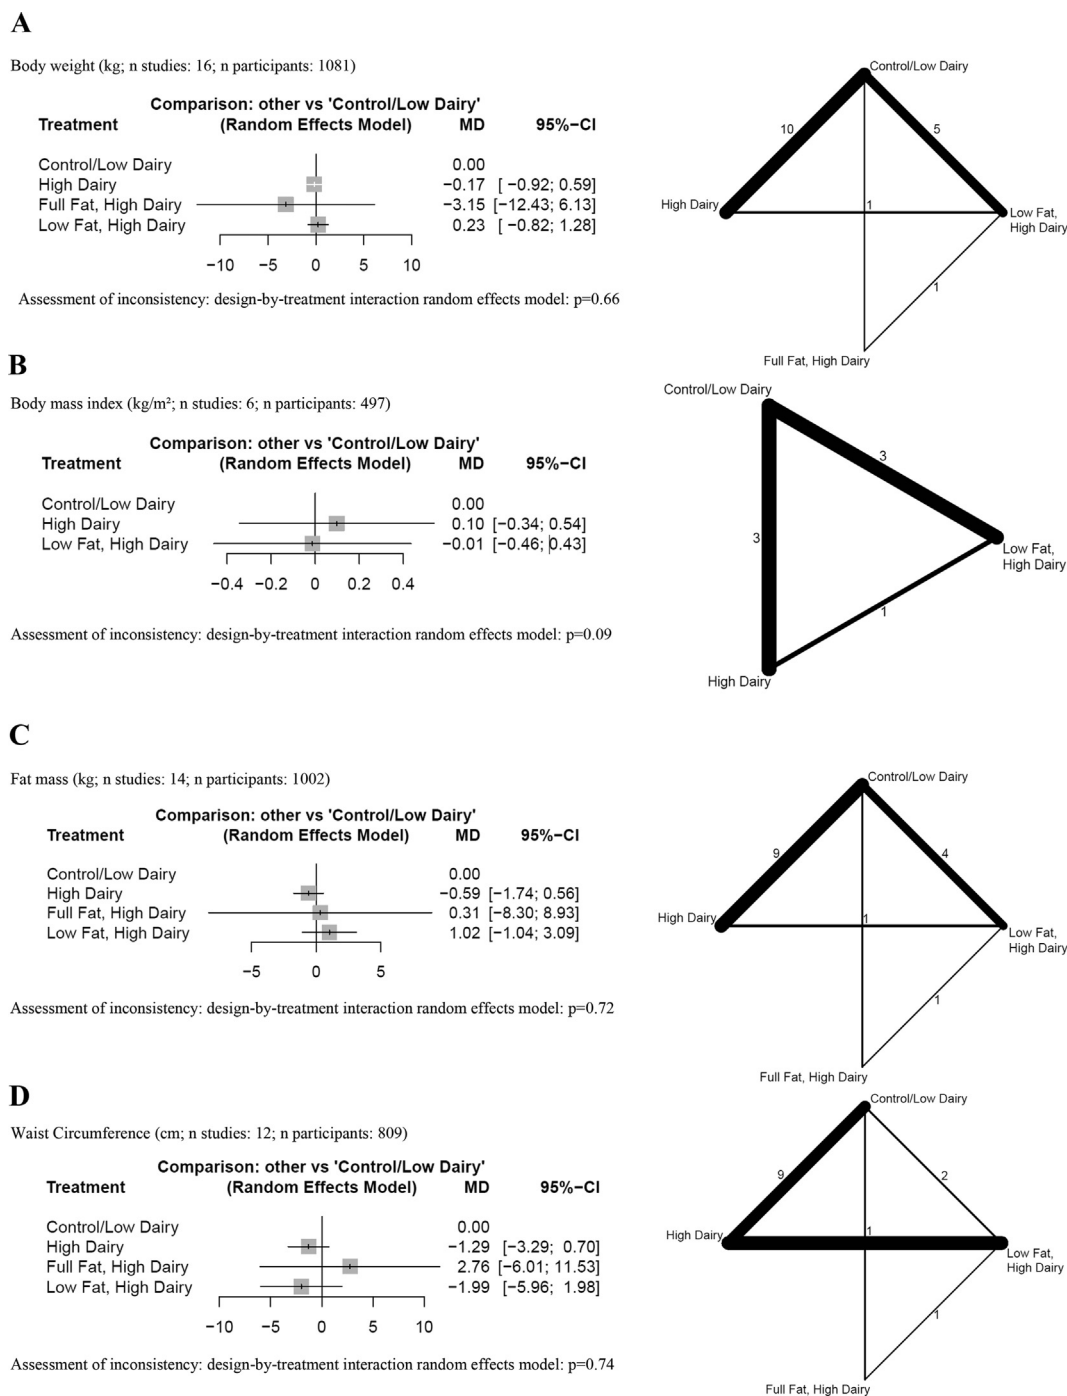 A
Body weight (kg; n studies: 16; n participants: 1081)
Comparison: other vs 'Control/Low Dairy'
Treatment (Random Effects Model) MD 95%−CI
Control/Low Dairy 0.00
High Dairy −0.17 [ −0.92; 0.59]
Full Fat, High Dairy −3.15 [−12.43; 6.13]
Low Fat, High Dairy 0.23 [ −0.82; 1.28]
−10 −5 0 5 10
Assessment of inconsistency: design-by-treatment interaction random effects model: p=0.66
Control/Low Dairy
10
5
High Dairy
1
Low Fat,
High Dairy
1
Full Fat, High Dairy
B
Body mass index (kg/m²; n studies: 6; n participants: 497)
Comparison: other vs 'Control/Low Dairy'
Treatment (Random Effects Model) MD 95%−CI
Control/Low Dairy 0.00
High Dairy 0.10 [−0.34; 0.54]
Low Fat, High Dairy −0.01 [−0.46; 0.43]
−0.4 −0.2 0 0.2 0.4
Assessment of inconsistency: design-by-treatment interaction random effects model: p=0.09
Control/Low Dairy
3
3
Low Fat,
High Dairy
1
High Dairy
C
Fat mass (kg; n studies: 14; n participants: 1002)
Comparison: other vs 'Control/Low Dairy'
Treatment (Random Effects Model) MD 95%−CI
Control/Low Dairy 0.00
High Dairy −0.59 [−1.74; 0.56]
Full Fat, High Dairy 0.31 [−8.30; 8.93]
Low Fat, High Dairy 1.02 [−1.04; 3.09]
−5 0 5
Assessment of inconsistency: design-by-treatment interaction random effects model: p=0.72
Control/Low Dairy
9
4
High Dairy
1
Low Fat,
High Dairy
1
Full Fat, High Dairy
D
Waist Circumference (cm; n studies: 12; n participants: 809)
Comparison: other vs 'Control/Low Dairy'
Treatment (Random Effects Model) MD 95%−CI
Control/Low Dairy 0.00
High Dairy −1.29 [−3.29; 0.70]
Full Fat, High Dairy 2.76 [−6.01; 11.53]
Low Fat, High Dairy −1.99 [−5.96; 1.98]
−10 −5 0 5 10
Assessment of inconsistency: design-by-treatment interaction random effects model: p=0.74
Control/Low Dairy
9
2
High Dairy
1
Low Fat,
High Dairy
1
Full Fat, High Dairy